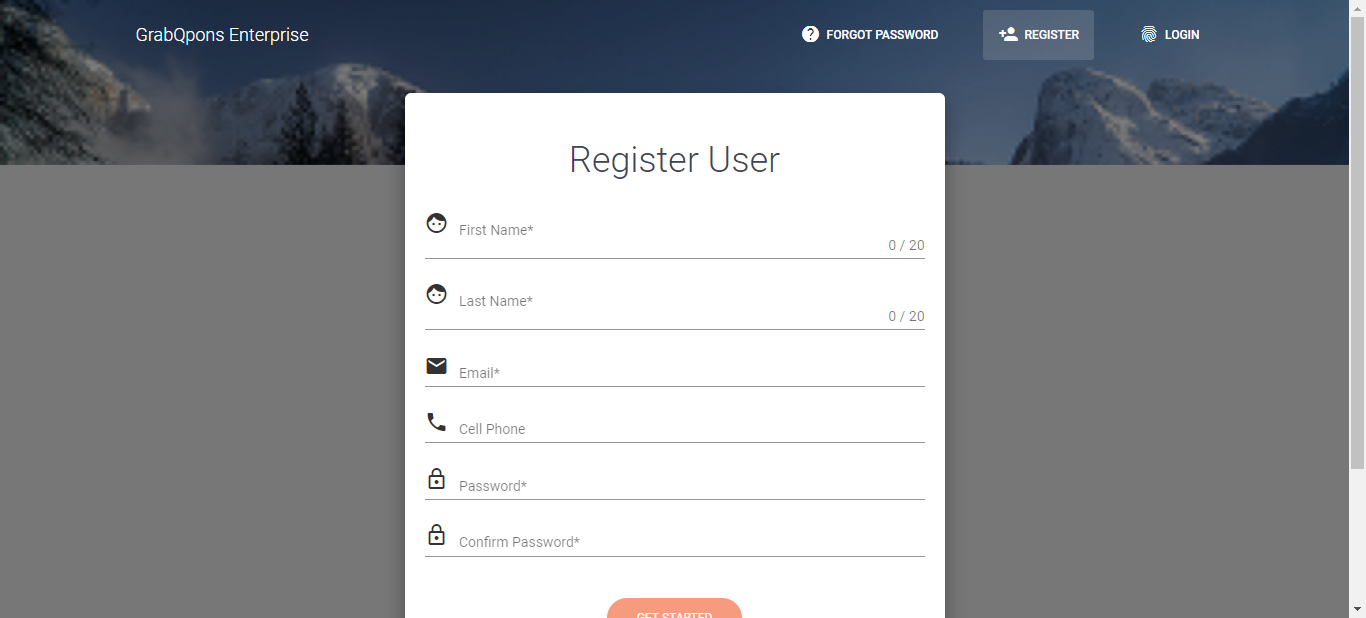 GrabQpons Enterprise
FORGOT PASSWORD
REGISTER
LOGIN
Register User
First Name*
0 / 20
Last Name*
0 / 20
Email*
Cell Phone
Password*
Confirm Password*
GET STARTED